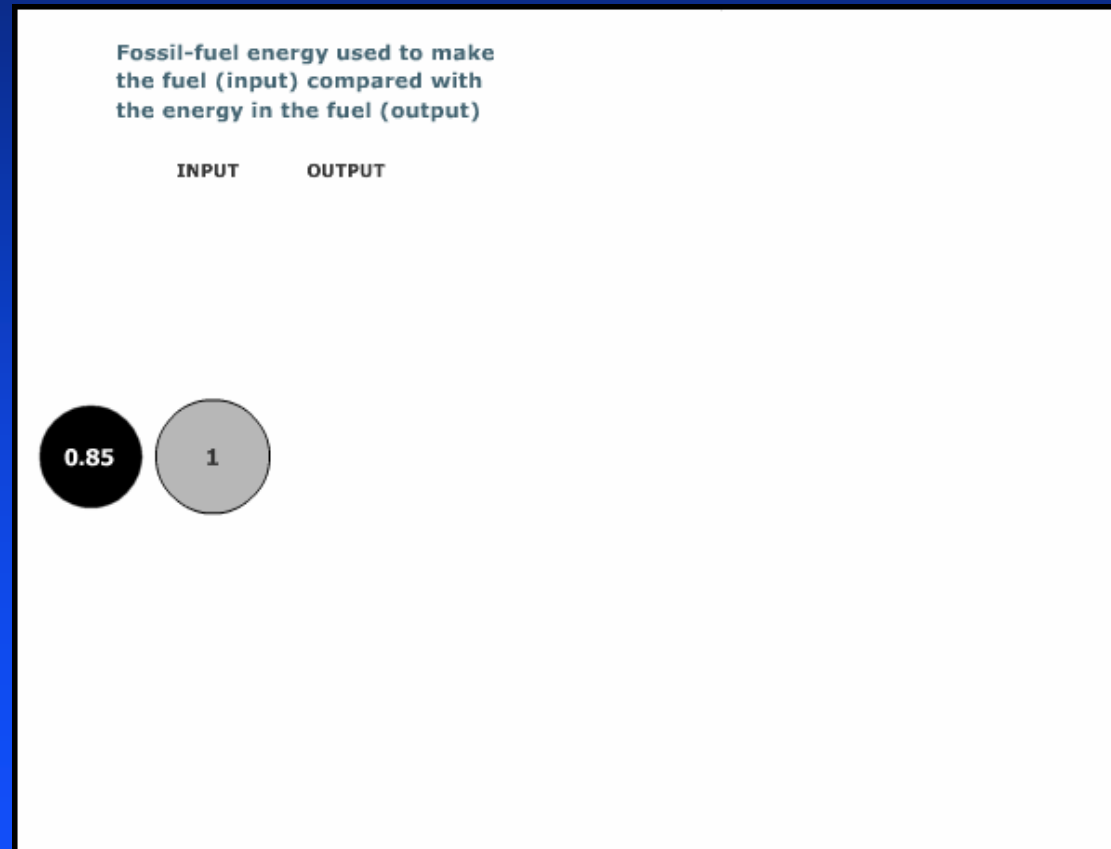 Fossil-fuel energy used to make
the fuel (input) compared with
the energy in the fuel (output)
INPUT OUTPUT
0.85 1